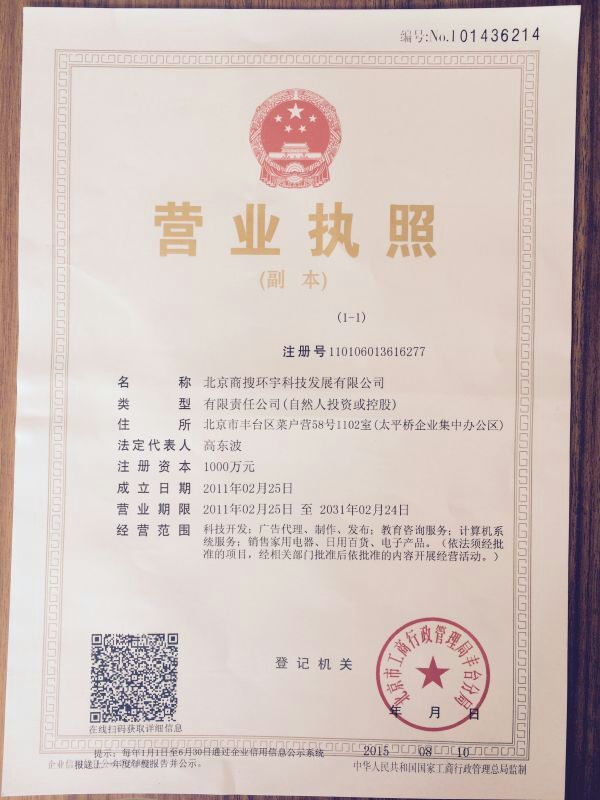 编号:No.101436214
营业执照
(副 本)
(1-1)
注册号110106013616277
名 称 北京商搜环宇科技发展有限公司
类 型 有限责任公司(自然人投资或控股)
住 所 北京市丰台区菜户营58号1102室(太平桥企业集中办公区)
法定代表人 高东波
注册资本 1000万元
成立日期 2011年02月25日
营业期限 2011年02月25日 至 2031年02月24日
经营范围 科技开发；广告代理、制作、发布；教育咨询服务；计算机系
统服务；销售家用电器、日用百货、电子产品。（依法须经批
准的项目，经相关部门批准后依批准的内容开展经营活动。）
在线扫码获取详细信息
登记机关
北京市工商行政管理局丰台分局
年 月 日
2015 08 10
提示：每年1月1日至6月30日通过企业信用信息公示系统
报送上一年度年度报告并公示。
企业信用
中华人民共和国国家工商行政管理总局监制